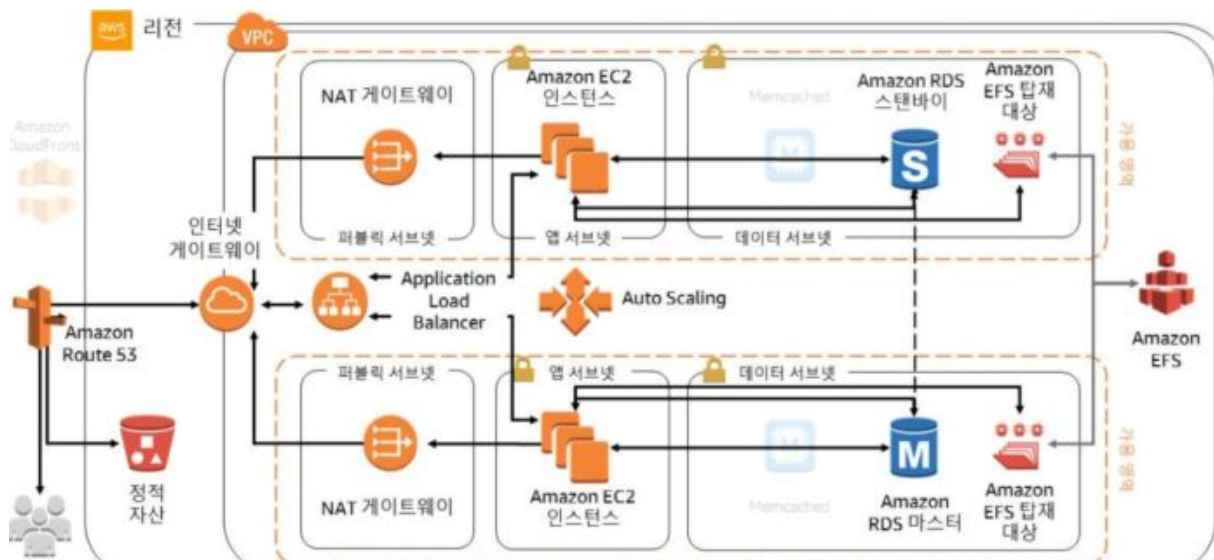 aws
리전
VPC
NAT 게이트웨이
Amazon EC2
인스턴스
Memcached
Amazon RDS
스탠바이
Amazon
EFS 탑재
대상
Amazon
CloudFront
M
S
가용 영역
인터넷
게이트웨이
퍼블릭 서브넷
앱 서브넷
데이터 서브넷
Application
Load
Balancer
Auto Scaling
Amazon
Route 53
Amazon
EFS
퍼블릭 서브넷
앱 서브넷
데이터 서브넷
정적
자산
NAT 게이트웨이
Amazon EC2
인스턴스
M
Memcached
M
Amazon
RDS 마스터
Amazon
EFS 탑재
대상
가용 영역